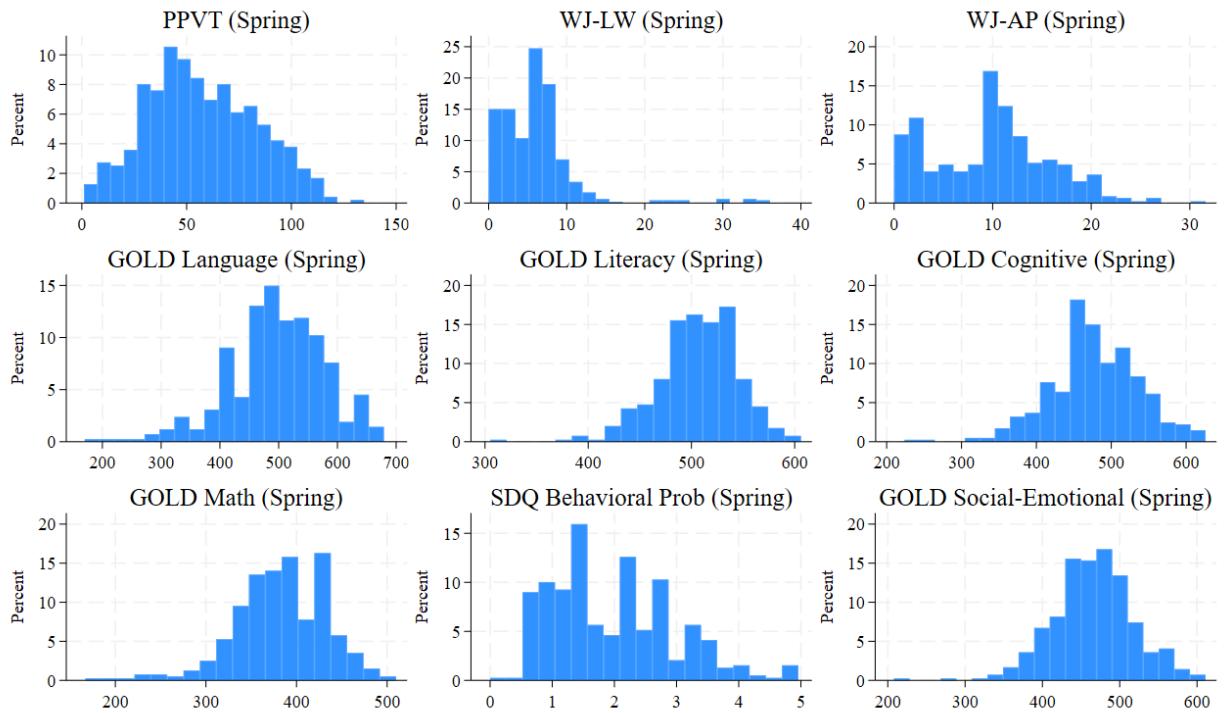 PPVT (Spring)
Percent
10
8
6
4
2
0
0 50 100 150
WJ-LW (Spring)
Percent
25
20
15
10
5
0
0 10 20 30 40
WJ-AP (Spring)
Percent
20
15
10
5
0
0 10 20 30
GOLD Language (Spring)
Percent
15
10
5
0
200 300 400 500 600 700
GOLD Literacy (Spring)
Percent
20
15
10
5
0
300 400 500 600
GOLD Cognitive (Spring)
Percent
20
15
10
5
0
200 300 400 500 600
GOLD Math (Spring)
Percent
20
15
10
5
0
200 300 400 500
SDQ Behavioral Prob (Spring)
Percent
15
10
5
0
0 1 2 3 4 5
GOLD Social-Emotional (Spring)
Percent
20
15
10
5
0
200 300 400 500 600